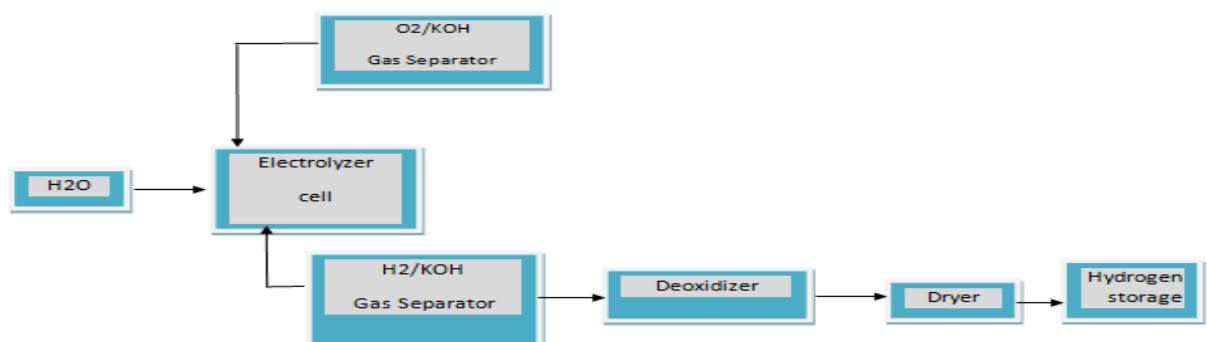 O2/KOH
Gas Separator
Electrolyzer
cell
H2O
H2/KOH
Gas Separator
Deoxidizer
Dryer
Hydrogen
storage